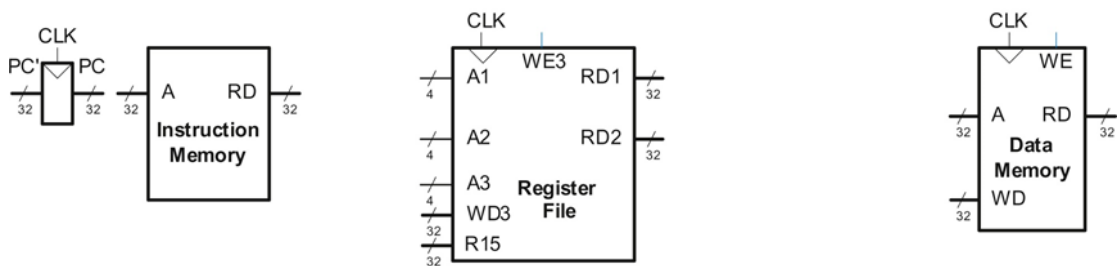 CLK
PC' PC
32 32
32 A RD 32
Instruction
Memory
CLK
WE3
4 A1 RD1 32
4 A2 RD2 32
4 A3
Register
File
32 WD3
32 R15
CLK
WE
32 A RD 32
Data
Memory
32 WD